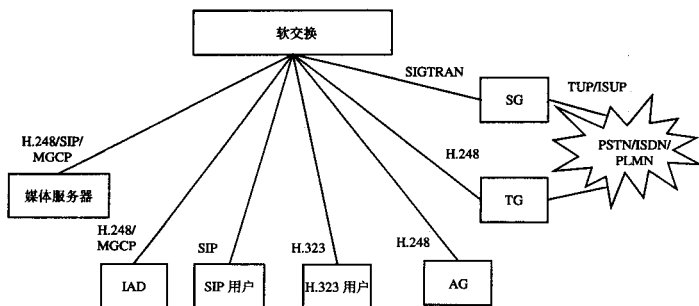 软交换
SIGTRAN
SG
TUP/ISUP
PSTN/ISDN/
PLMN
H.248/SIP/
MGCP
H.248
媒体服务器
TG
H.248/
MGCP
SIP
H.323
H.248
IAD
SIP 用户
H.323 用户
AG